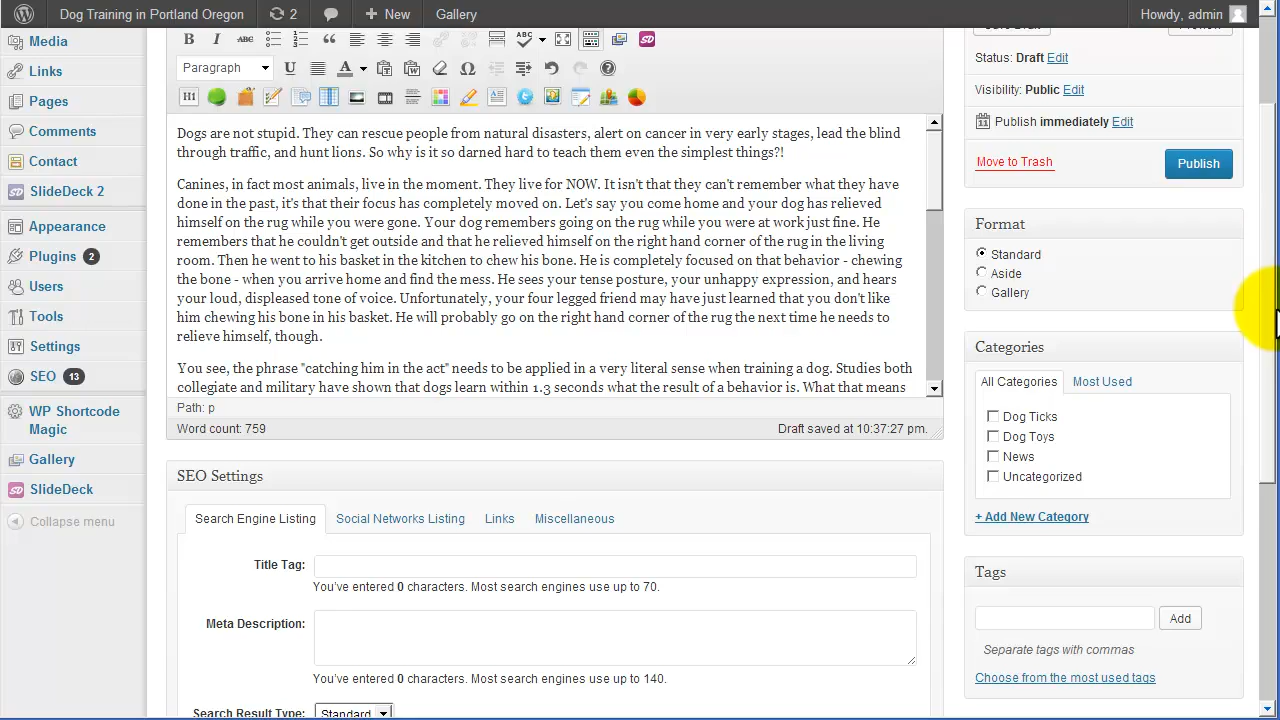 Dog Training in Portland Oregon 2 New Gallery Howdy, admin
Media
Links
Pages
Comments
Contact
SlideDeck 2
Appearance
Plugins 2
Users
Tools
Settings
SEO 13
WP Shortcode
Magic
Gallery
SlideDeck
Collapse menu
B I ABC “ ABC
Paragraph U A Ω
H1
Dogs are not stupid. They can rescue people from natural disasters, alert on cancer in very early stages, lead the blind
through traffic, and hunt lions. So why is it so darned hard to teach them even the simplest things?!
Canines, in fact most animals, live in the moment. They live for NOW. It isn't that they can't remember what they have
done in the past, it's that their focus has completely moved on. Let's say you come home and your dog has relieved
himself on the rug while you were gone. Your dog remembers going on the rug while you were at work just fine. He
remembers that he couldn't get outside and that he relieved himself on the right hand corner of the rug in the living
room. Then he went to his basket in the kitchen to chew his bone. He is completely focused on that behavior - chewing
the bone - when you arrive home and find the mess. He sees your tense posture, your unhappy expression, and hears
your loud, displeased tone of voice. Unfortunately, your four legged friend may have just learned that you don't like
him chewing his bone in his basket. He will probably go on the right hand corner of the rug the next time he needs to
relieve himself, though.
You see, the phrase "catching him in the act" needs to be applied in a very literal sense when training a dog. Studies both
collegiate and military have shown that dogs learn within 1.3 seconds what the result of a behavior is. What that means
Path: p
Word count: 759 Draft saved at 10:37:27 pm.
SEO Settings
Search Engine Listing Social Networks Listing Links Miscellaneous
Title Tag:
You've entered 0 characters. Most search engines use up to 70.
Meta Description:
You've entered 0 characters. Most search engines use up to 140.
Search Result Type: Standard
Status: Draft Edit
Visibility: Public Edit
Publish immediately Edit
Move to Trash Publish
Format
Standard
Aside
Gallery
Categories
All Categories Most Used
Dog Ticks
Dog Toys
News
Uncategorized
+ Add New Category
Tags
Add
Separate tags with commas
Choose from the most used tags